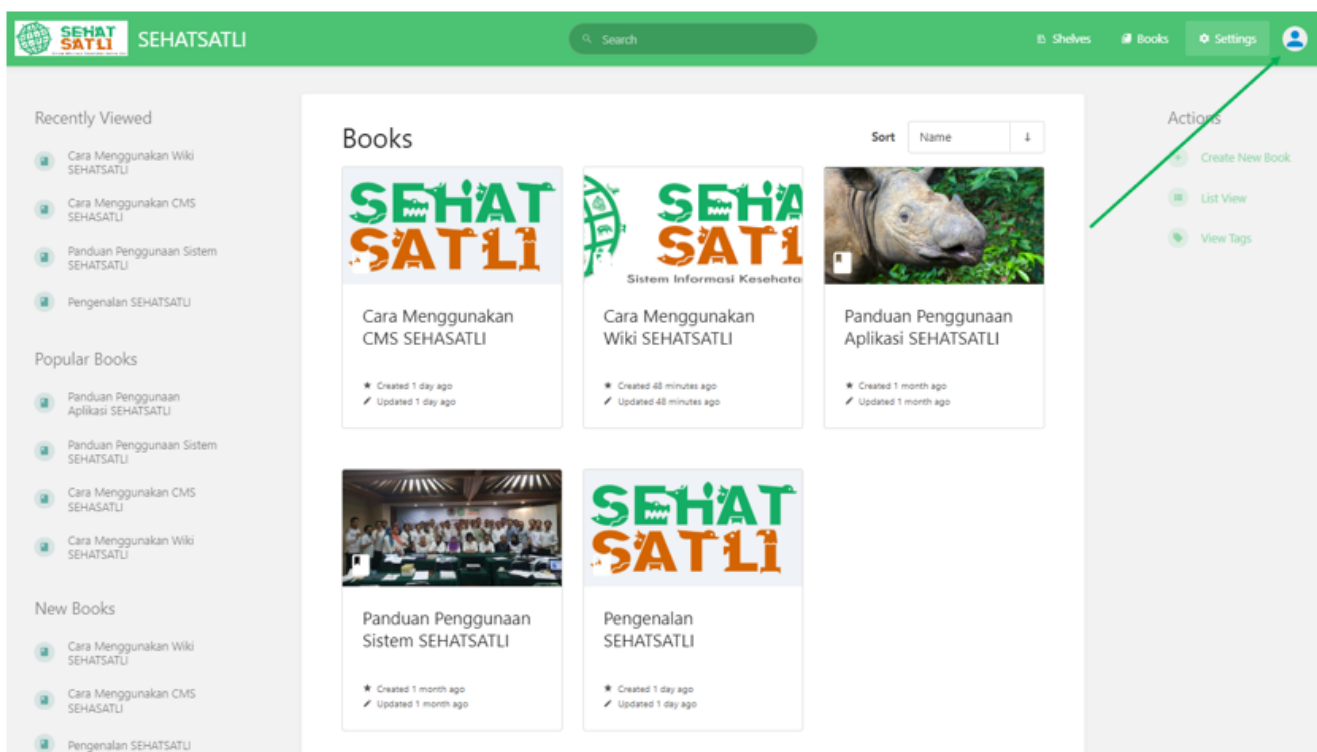 SEHAT
SATLI
SEHATSATLI
Search
Shelves
Books
Settings
Recently Viewed
Cara Menggunakan Wiki
SEHATSATLI
Cara Menggunakan CMS
SEHASATLI
Panduan Penggunaan Sistem
SEHATSATLI
Pengenalan SEHATSATLI
Popular Books
Panduan Penggunaan
Aplikasi SEHATSATLI
Panduan Penggunaan Sistem
SEHATSATLI
Cara Menggunakan CMS
SEHASATLI
Cara Menggunakan Wiki
SEHATSATLI
New Books
Cara Menggunakan Wiki
SEHATSATLI
Cara Menggunakan CMS
SEHASATLI
Pengenalan SEHATSATLI
Books
Sort
Name
SEHAT
SATLI
Cara Menggunakan
CMS SEHASATLI
Created 1 day ago
Updated 1 day ago
SEHA
SATL
Sistem Informasi Kesehata
Cara Menggunakan
Wiki SEHATSATLI
Created 48 minutes ago
Updated 48 minutes ago
Panduan Penggunaan
Aplikasi SEHATSATLI
Created 1 month ago
Updated 1 month ago
Panduan Penggunaan
Sistem SEHATSATLI
Created 1 month ago
Updated 1 month ago
SEHAT
SATLI
Pengenalan
SEHATSATLI
Created 1 day ago
Updated 1 day ago
Actions
Create New Book
List View
View Tags